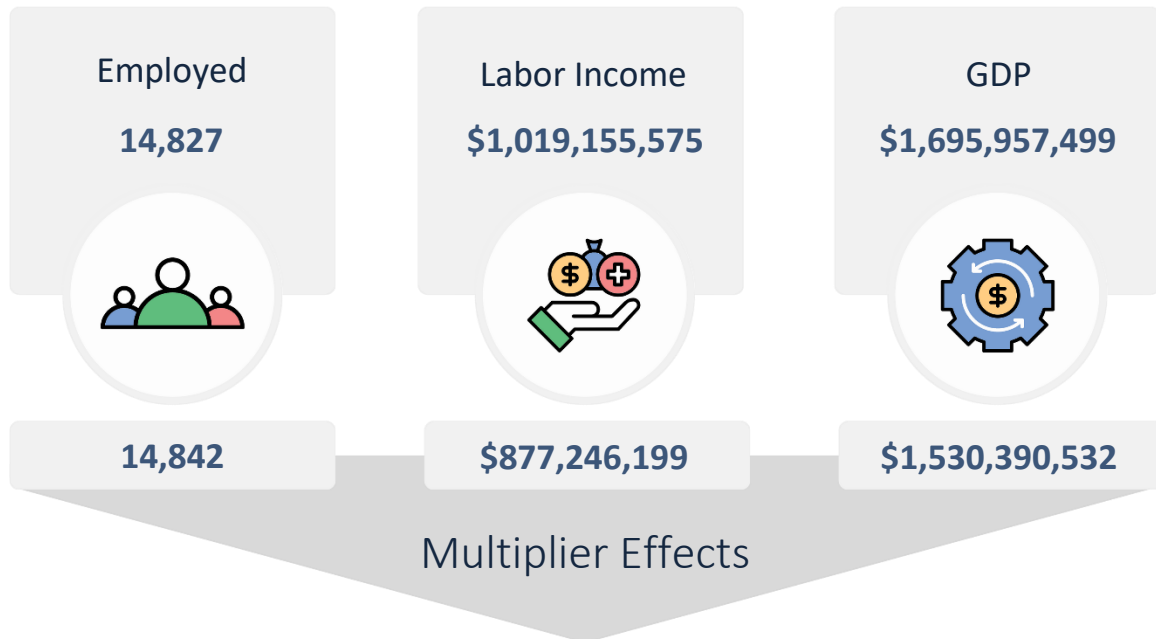 Employed
14,827
Labor Income
$1,019,155,575
GDP
$1,695,957,499
$
$
14,842
$877,246,199
$1,530,390,532
Multiplier Effects